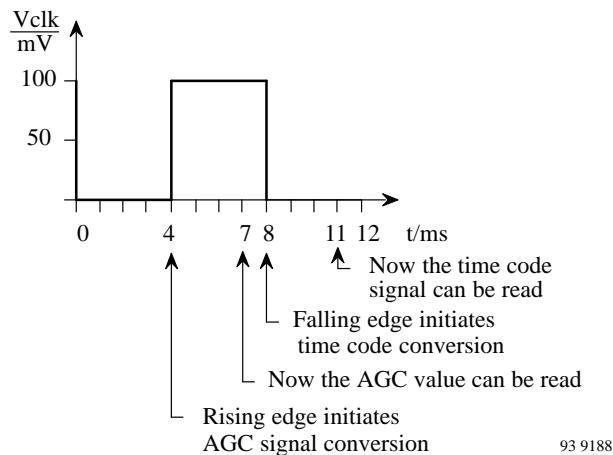 Vclk
mV
100
50
0 4 7 8 11 12 t/ms
Now the time code
signal can be read
Falling edge initiates
time code conversion
Now the AGC value can be read
Rising edge initiates
AGC signal conversion
93 9188